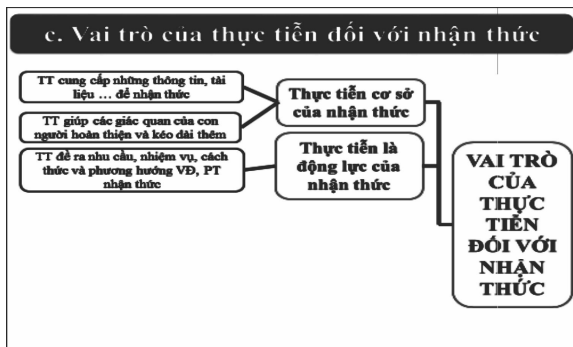 c. Vai trò của thực tiễn đối với nhận thức
TT cung cấp những thông tin, tài
liệu … để nhận thức
TT giúp các giác quan của con
người hoàn thiện và kéo dài thêm
Thực tiễn cơ sở
của nhận thức
TT đề ra nhu cầu, nhiệm vụ, cách
thức và phương hướng VĐ, PT
nhận thức
Thực tiễn là
động lực của
nhận thức
VAI TRÒ
CỦA
THỰC
TIỄN
ĐỐI VỚI
NHẬN
THỨC